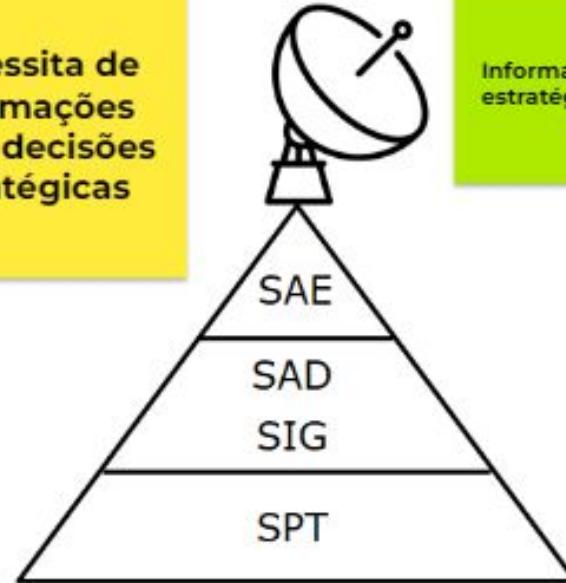 essita de
mações
decisões
tégicas
Informa
estratég
SAE
SAD
SIG
SPT